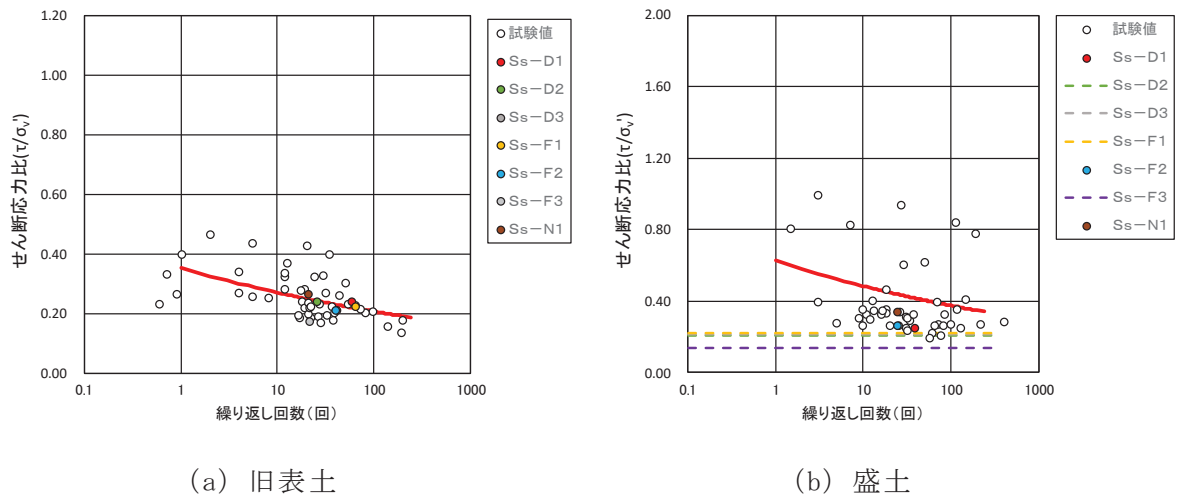 1.20
1.00
0.80
0.60
0.40
0.20
0.00
0.1
1
10
100
1000
せん断応力比(τ/σv')
繰り返し回数(回)
試験値
Ss-D1
Ss-D2
Ss-D3
Ss-F1
Ss-F2
Ss-F3
Ss-N1
(a) 旧表土
2.00
1.60
1.20
0.80
0.40
0.00
0.1
1
10
100
1000
せん断応力比(τ/σv')
繰り返し回数(回)
試験値
Ss-D1
Ss-D2
Ss-D3
Ss-F1
Ss-F2
Ss-F3
Ss-N1
(b) 盛土